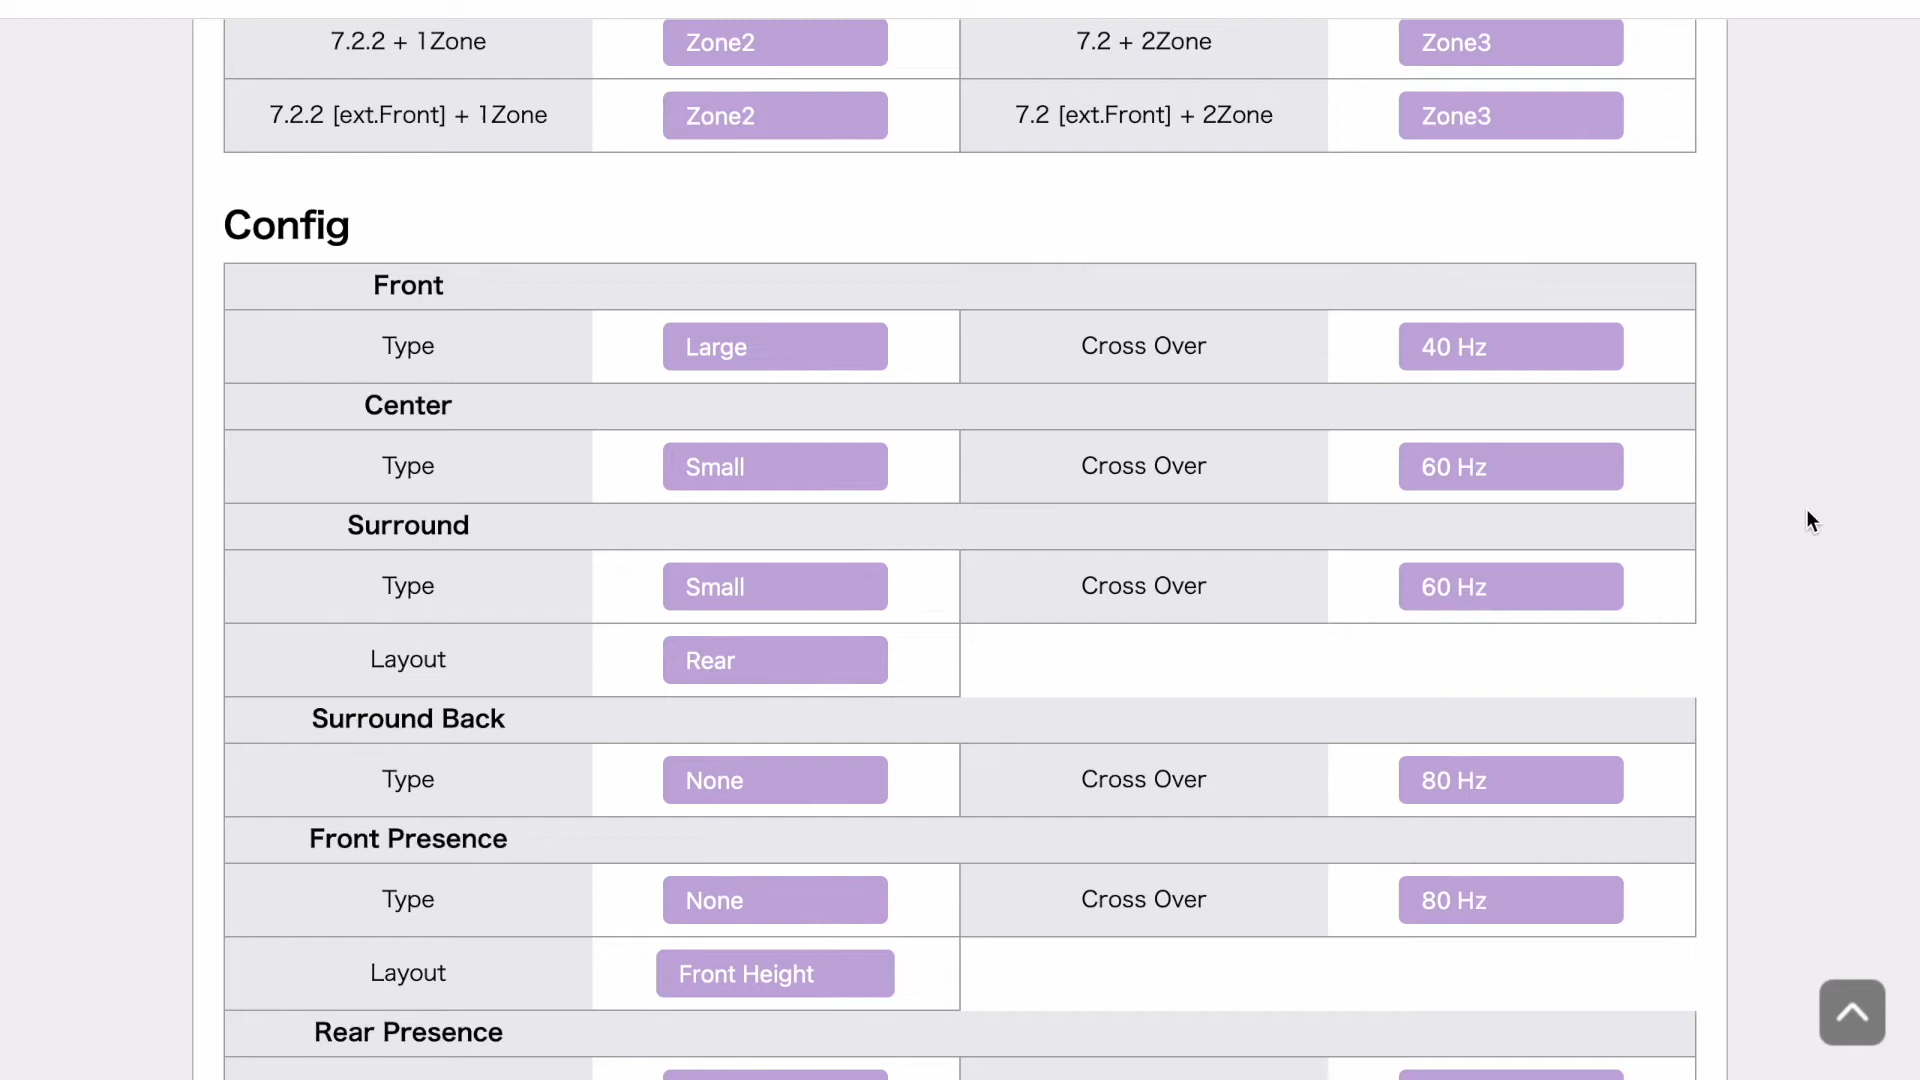 7.2.2 + 1Zone Zone2 7.2 + 2Zone Zone3
7.2.2 [ext.Front] + 1Zone Zone2 7.2 [ext.Front] + 2Zone Zone3
Config
Front
Type Large Cross Over 40 Hz
Center
Type Small Cross Over 60 Hz
Surround
Type Small Cross Over 60 Hz
Layout Rear
Surround Back
Type None Cross Over 80 Hz
Front Presence
Type None Cross Over 80 Hz
Layout Front Height
Rear Presence